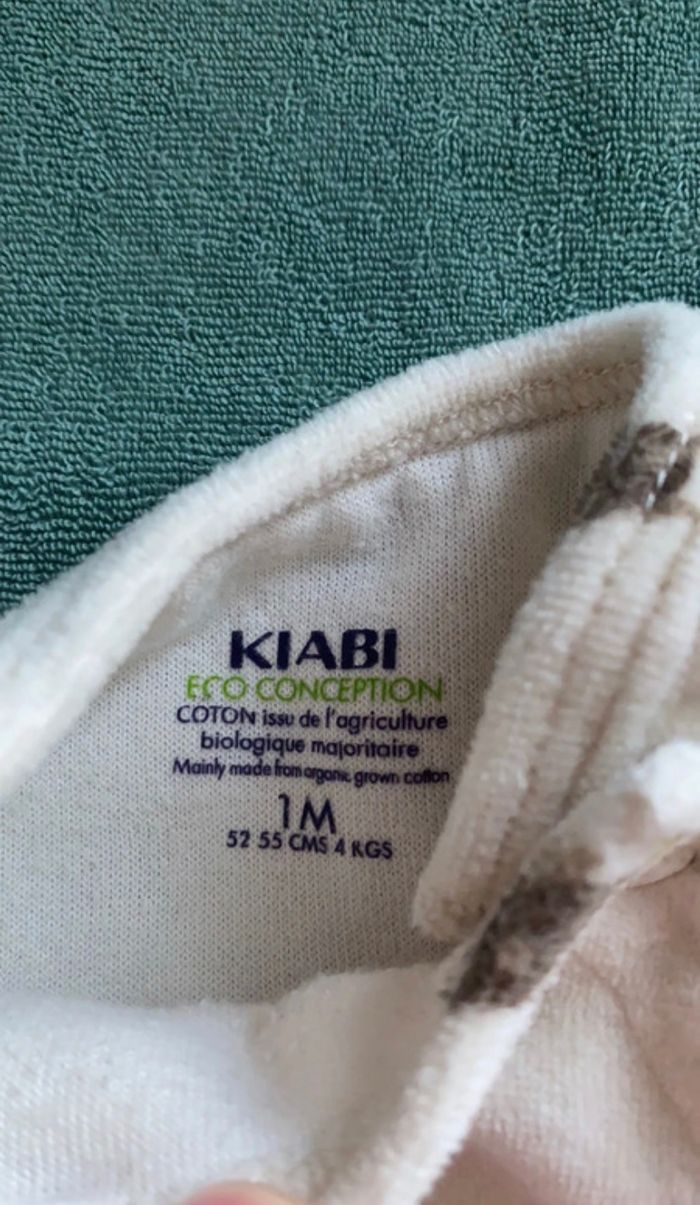 KIABI
ECO CONCEPTION
COTON issu de l'agriculture
biologique majoritaire
Mainly made from organic grown cotton
1M
52 55 CMS 4 KGS